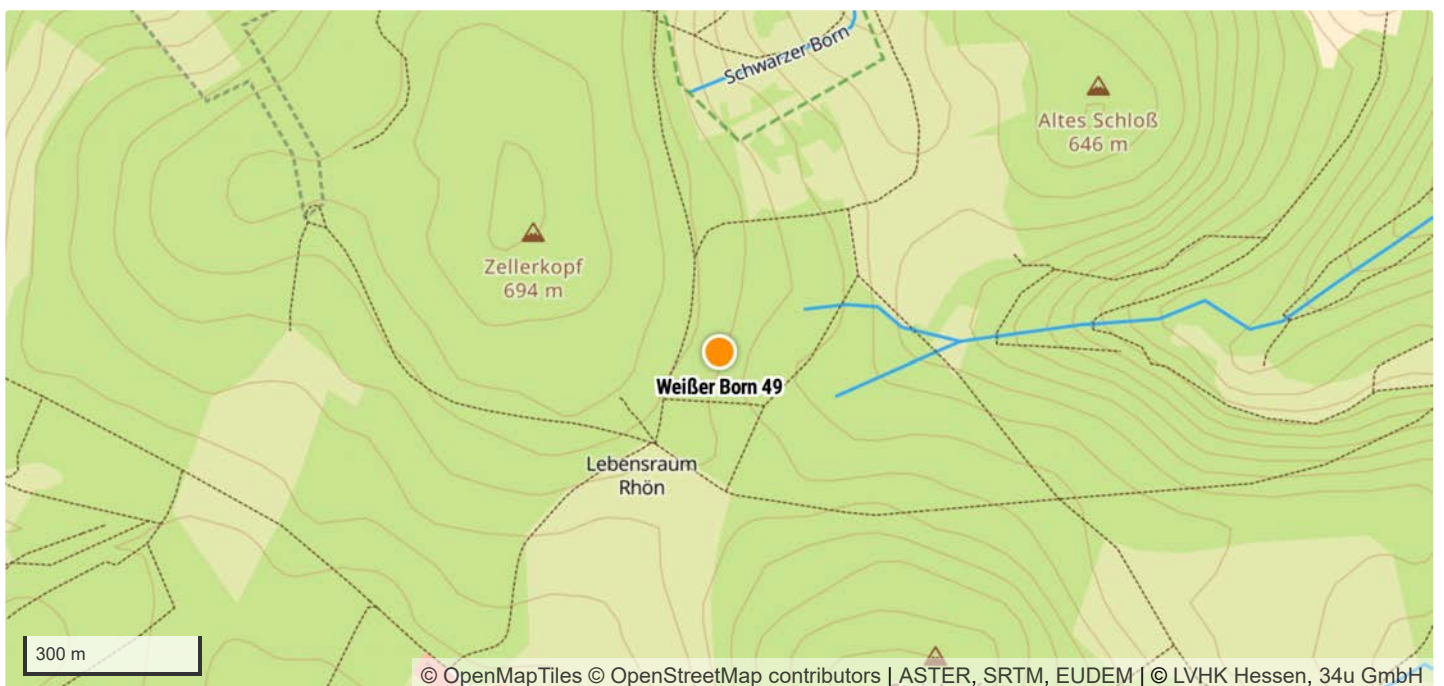 Schwarzer Born
Altes Schloß
646 m
Zellerkopf
694 m
Weißer Born 49
Lebensraum
Rhön
300 m
© OpenMapTiles © OpenStreetMap contributors | ASTER, SRTM, EUDEM | © LVHK Hessen, 34u GmbH